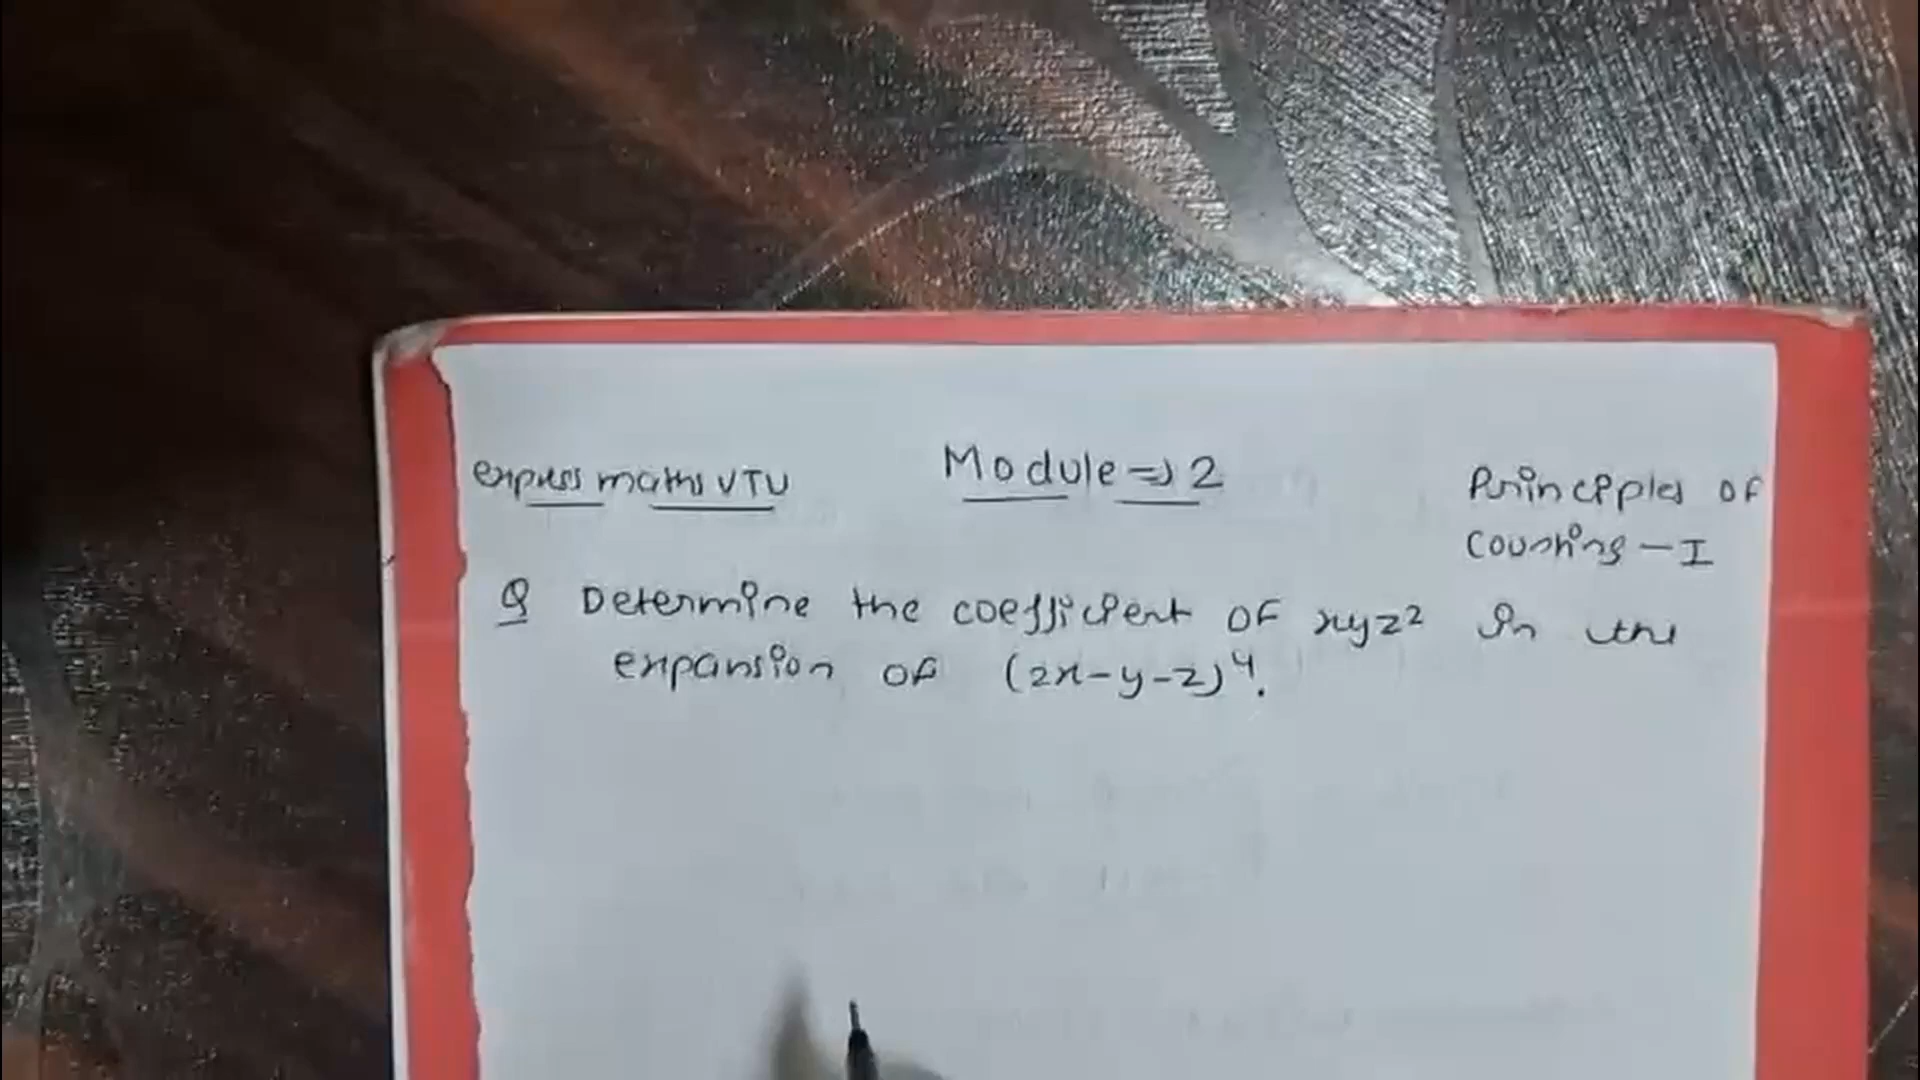 express maths VTU
Module => 2
Principles of
Counting - I
Q Determine the coefficient of xyz² in the
expansion of (2x-y-z)⁴.